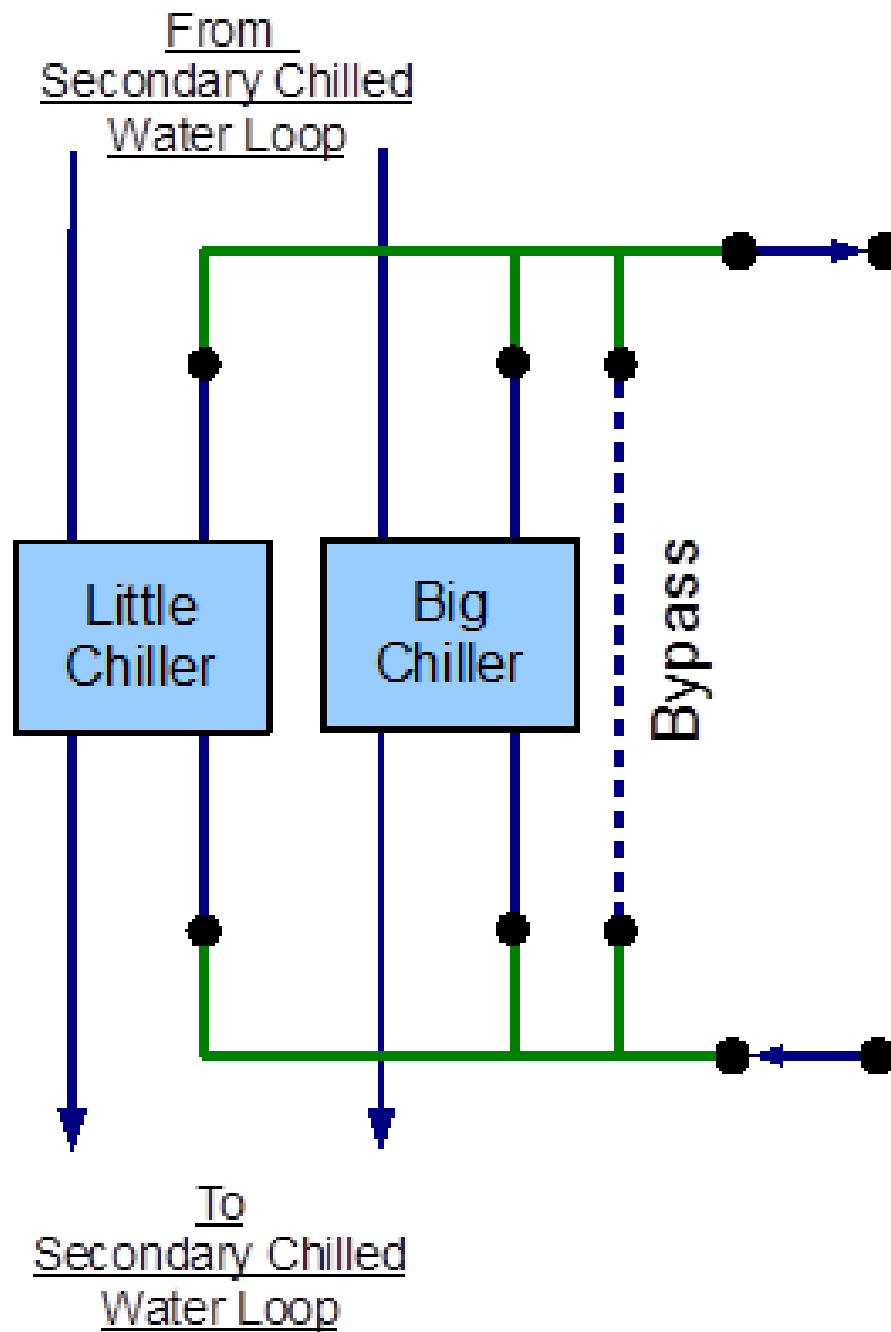 From
Secondary Chilled
Water Loop
Little
Chiller
Big
Chiller
Bypass
To
Secondary Chilled
Water Loop